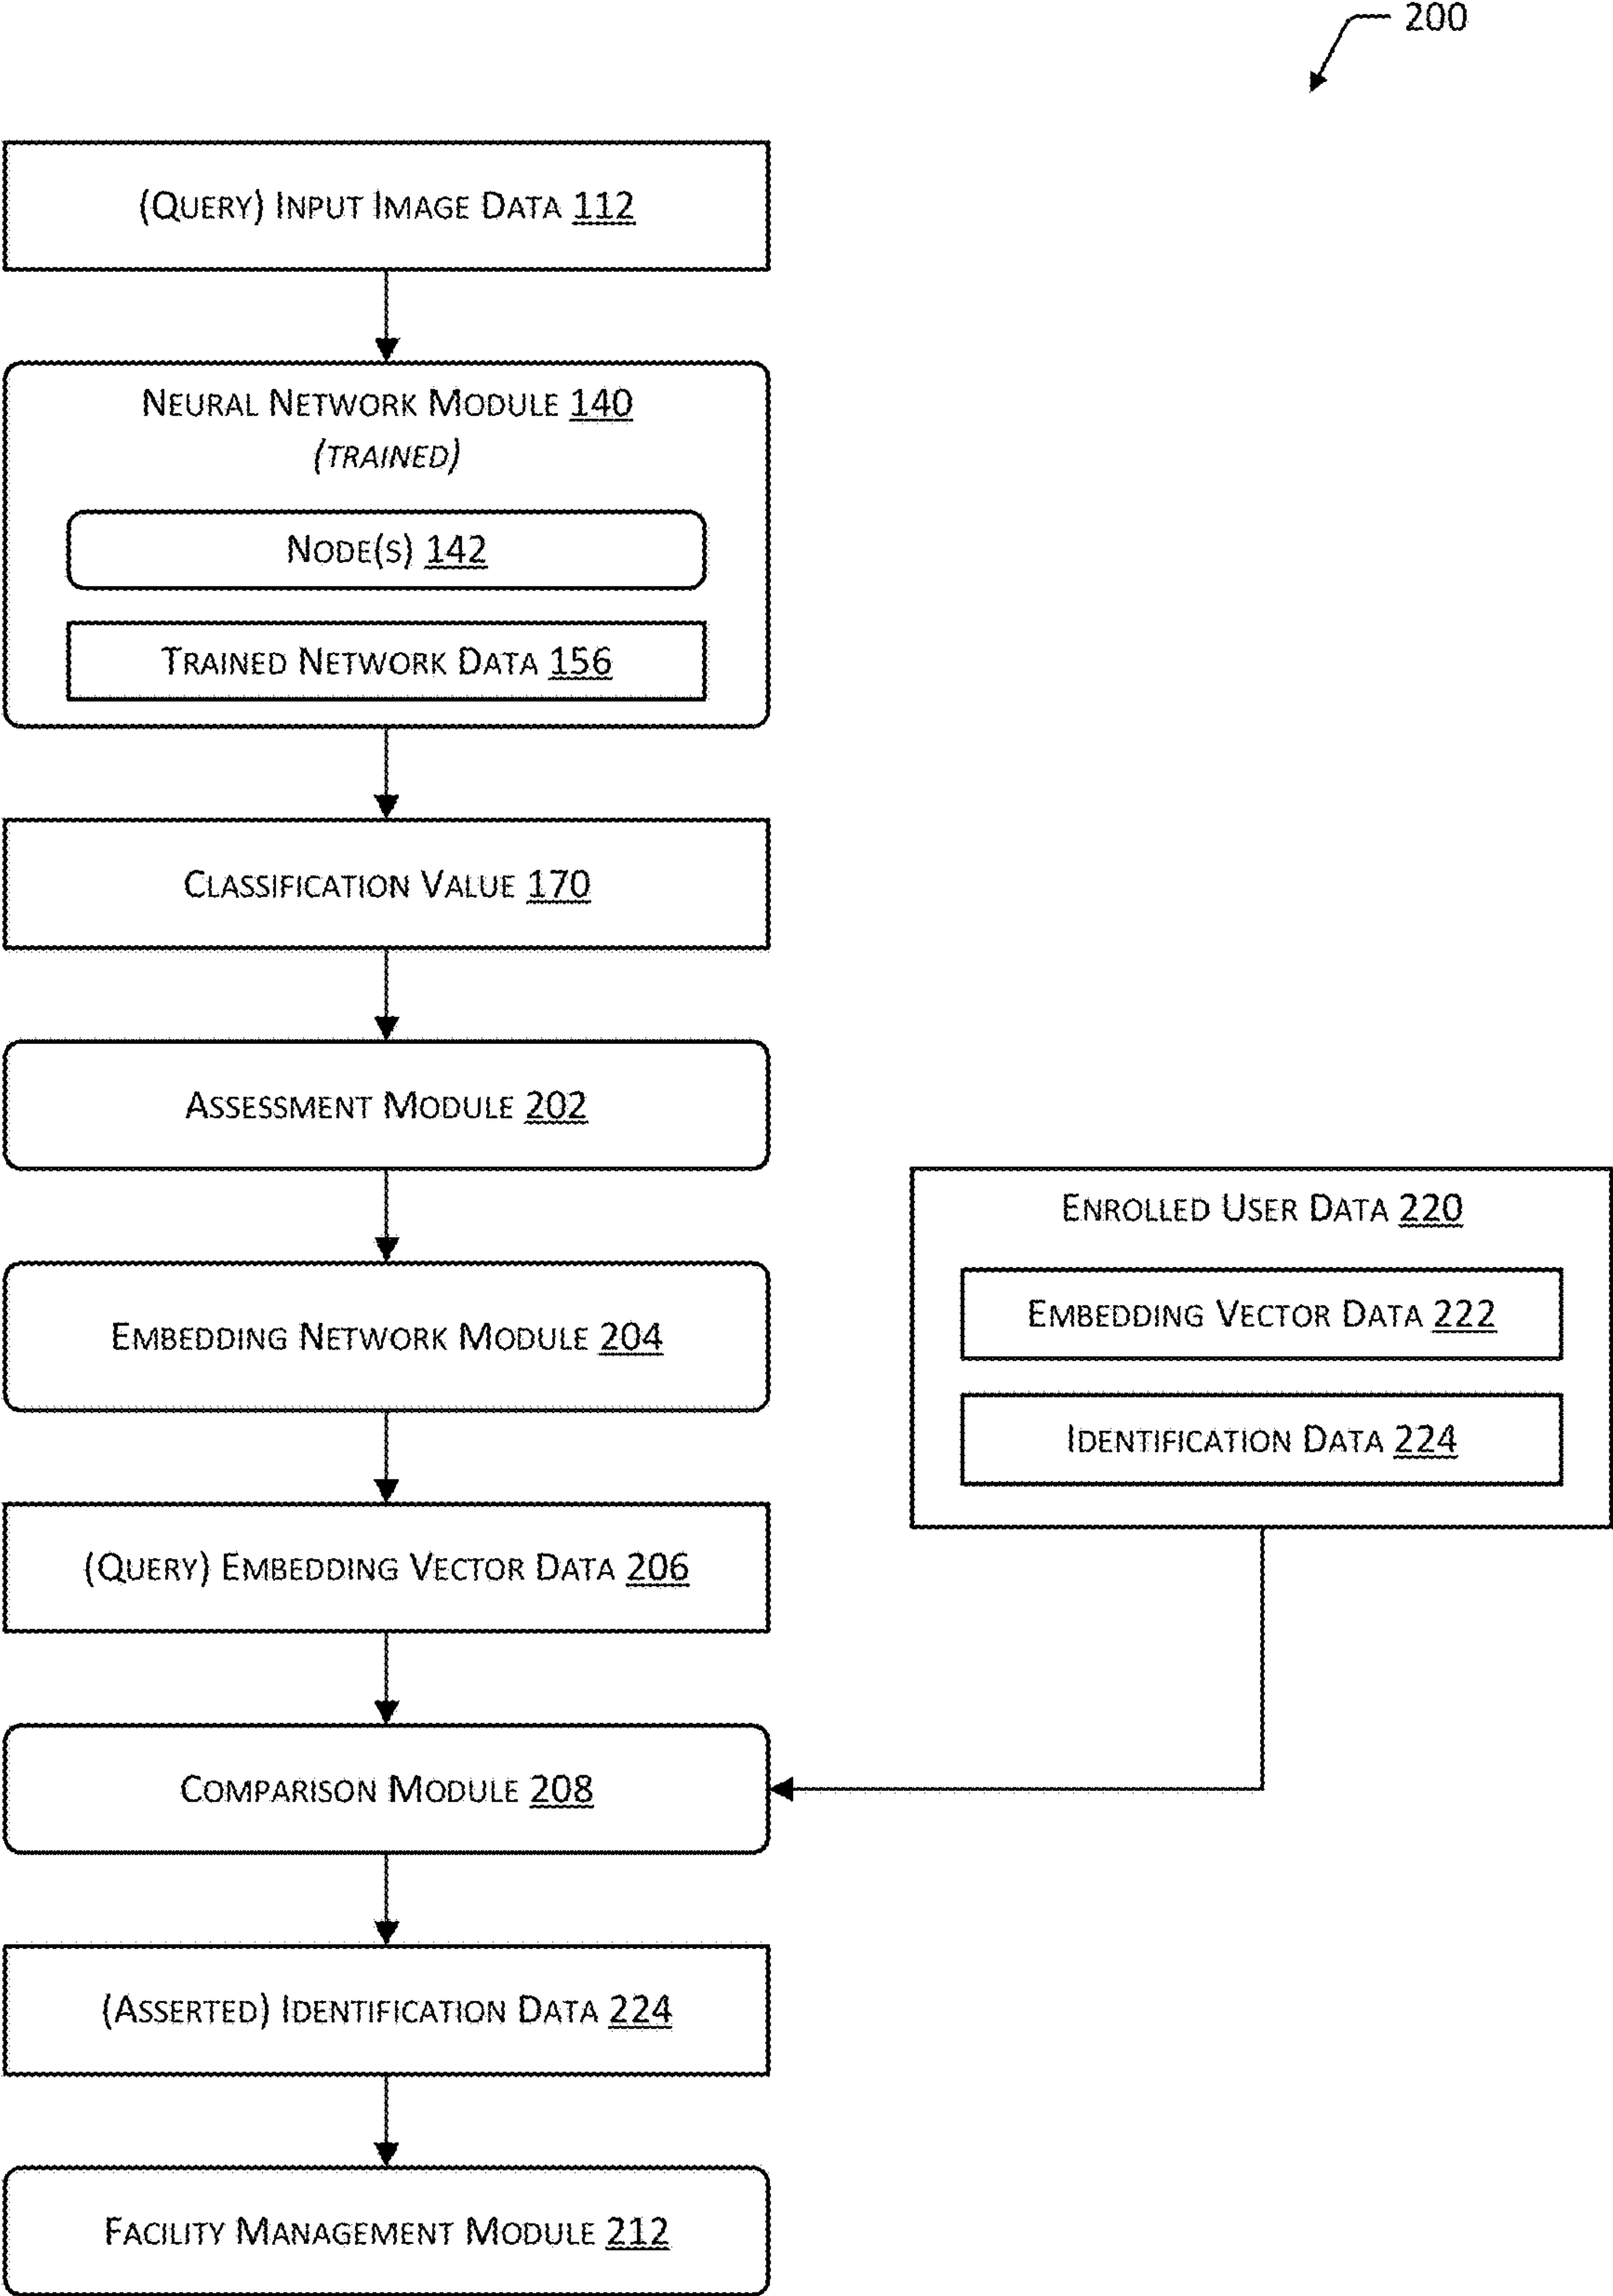 200
(Query) Input Image Data 112
Neural Network Module 140
(trained)
Node(s) 142
Trained Network Data 156
Classification Value 170
Assessment Module 202
Enrolled User Data 220
Embedding Vector Data 222
Embedding Network Module 204
Identification Data 224
(Query) Embedding Vector Data 206
Comparison Module 208
(Asserted) Identification Data 224
Facility Management Module 212